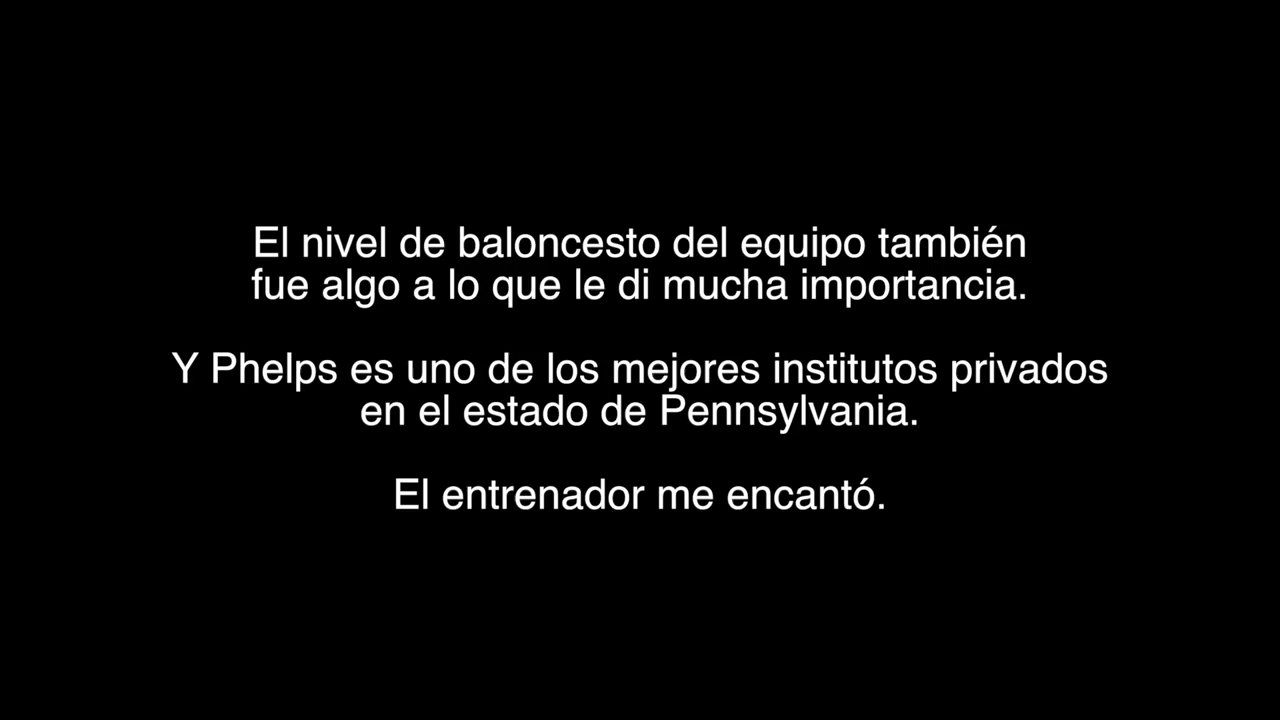 El nivel de baloncesto del equipo también
fue algo a lo que le di mucha importancia.
Y Phelps es uno de los mejores institutos privados
en el estado de Pennsylvania.
El entrenador me encantó.